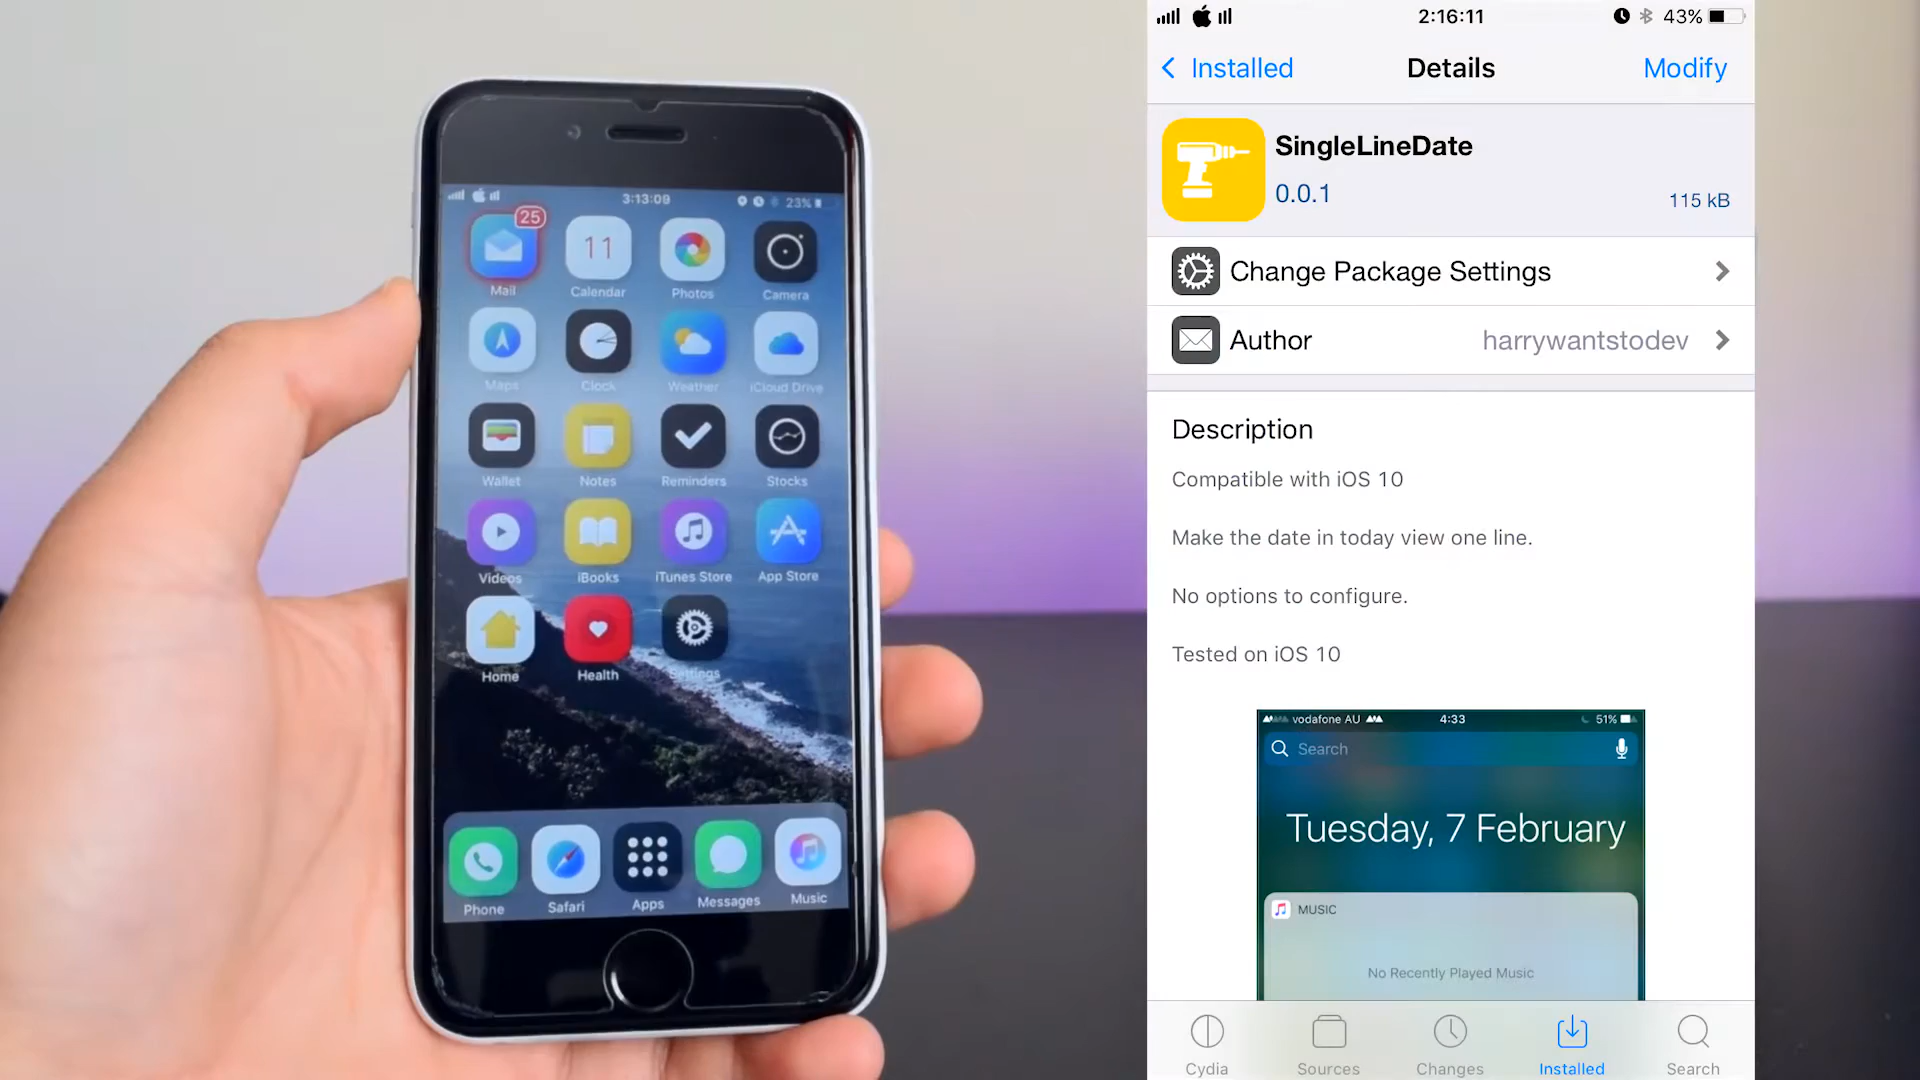 3:13:09
23%
25
11
Mail
Calendar
Photos
Camera
Maps
Clock
Weather
iCloud Drive
Wallet
Notes
Reminders
Stocks
Videos
iBooks
iTunes Store
App Store
Home
Health
Settings
Phone
Safari
Apps
Messages
Music
2:16:11
43%
Installed
Details
Modify
SingleLineDate
0.0.1
115 kB
Change Package Settings
Author
harrywantstodev
Description
Compatible with iOS 10
Make the date in today view one line.
No options to configure.
Tested on iOS 10
vodafone AU
4:33
51%
Search
Tuesday, 7 February
MUSIC
No Recently Played Music
Cydia
Sources
Changes
Installed
Search